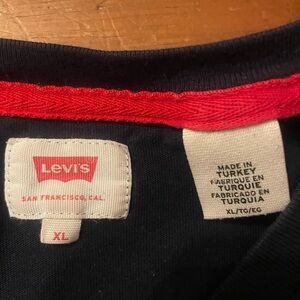 Levi's
SAN FRANCISCO, CAL.
XL
MADE IN
TURKEY
FABRIQUE EN
TURQUIE
FABRICADO EN
TURQUIA
XL/TG/EG